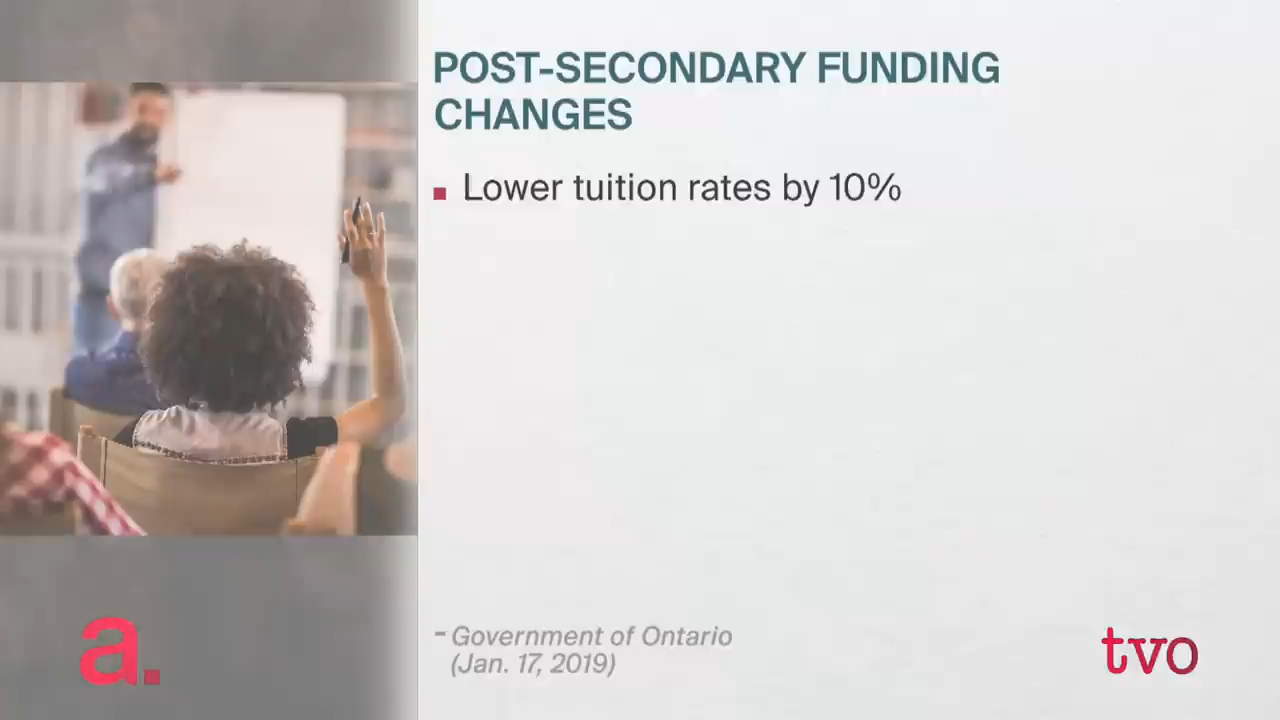 POST-SECONDARY FUNDING
CHANGES
▪ Lower tuition rates by 10%
- Government of Ontario
(Jan. 17, 2019)
a.
tvo